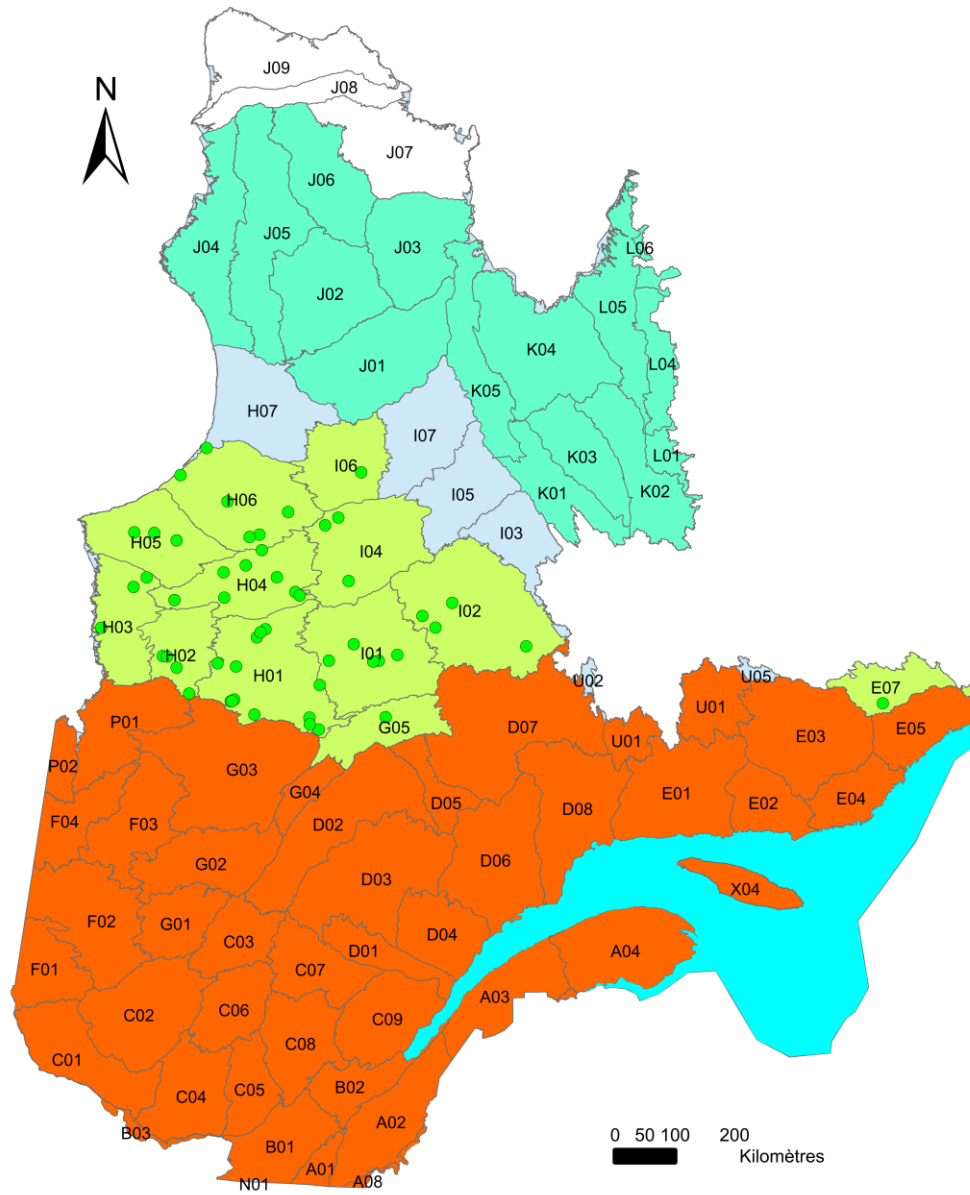 J09
J08
N
J07
J06
J04
J05
J03
L06
J02
L05
K04
J01
L04
K05
H07
I07
K03
L01
I06
K01
K02
I05
H06
I03
H05
I04
H04
I02
H03
H02
I01
H01
U02
U05
E07
G05
U01
P01
D07
U01
E03
E05
P02
G03
G04
D05
D08
E01
E02
E04
F04
F03
D02
G02
D06
D03
X04
F02
G01
C03
D01
D04
F01
C07
A04
C02
C06
A03
C09
C01
C08
C04
C05
B02
A02
B03
B01
A01
N01
A08
0 50 100 200
Kilomètres